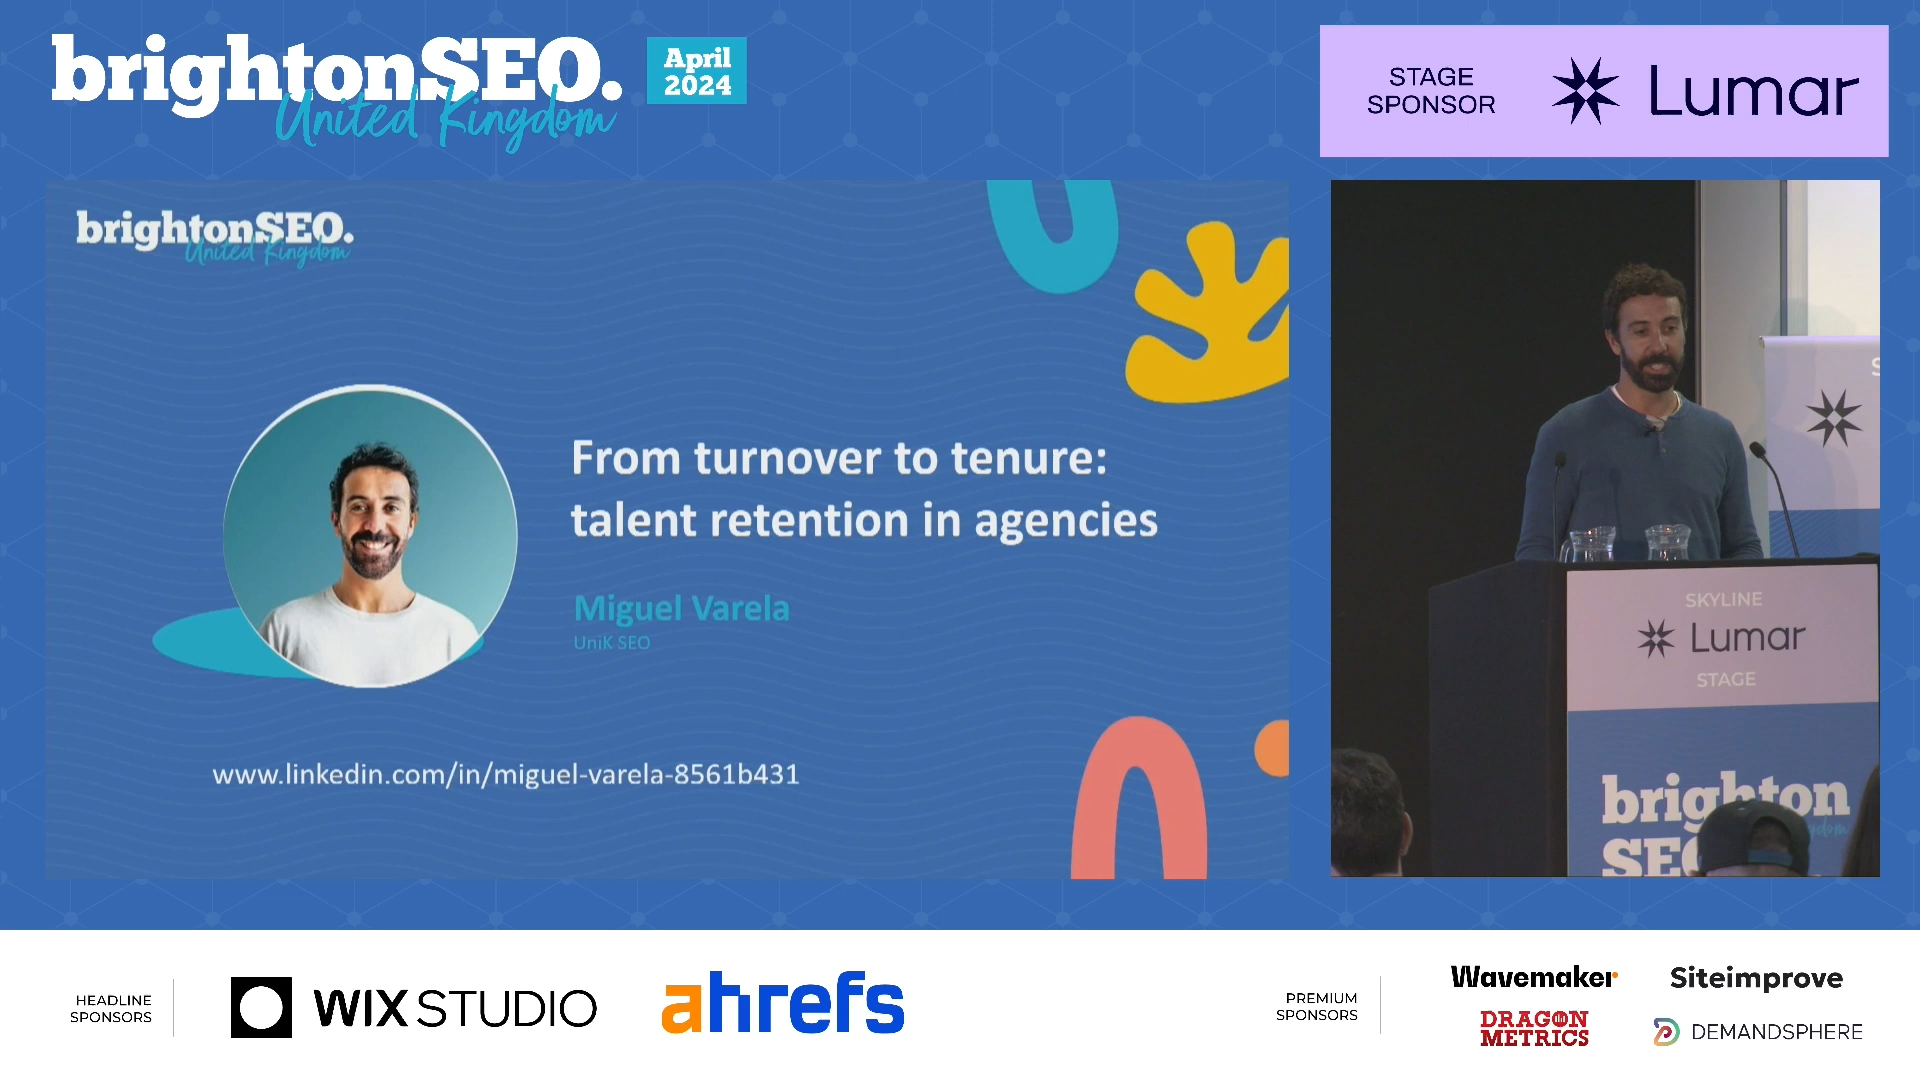 brightonSEO.
United Kingdom
April
2024
STAGE
SPONSOR
Lumar
brightonSEO.
United Kingdom
From turnover to tenure:
talent retention in agencies
Miguel Varela
UniK SEO
www.linkedin.com/in/miguel-varela-8561b431
SKYLINE
Lumar
STAGE
brighton
HEADLINE
SPONSORS
WIX STUDIO
ahrefs
PREMIUM
SPONSORS
Wavemaker
Siteimprove
DRAGON
METRICS
DEMANDSPHERE